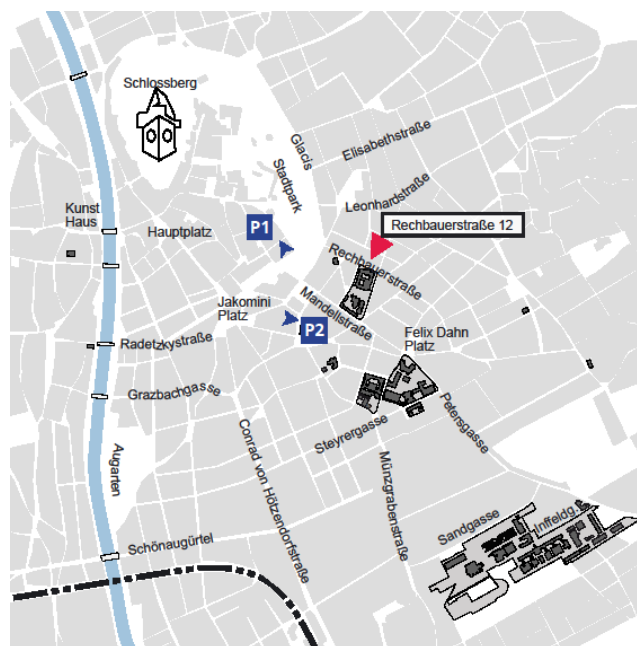 Schlossberg
Glacis
Elisabethstraße
Stadtpark
Leonhardstraße
Kunst
Haus
Hauptplatz
P1
Rechbauerstraße 12
Rechbauerstraße
Jakomini
Platz
Mandellstraße
P2
Radetzkystraße
Felix Dahn
Platz
Grazbachgasse
Steyrergasse
Petersgasse
Augarten
Conrad von Hötzendorfstraße
Münzgrabenstraße
Schönaugürtel
Sandgasse
Inffeldg.